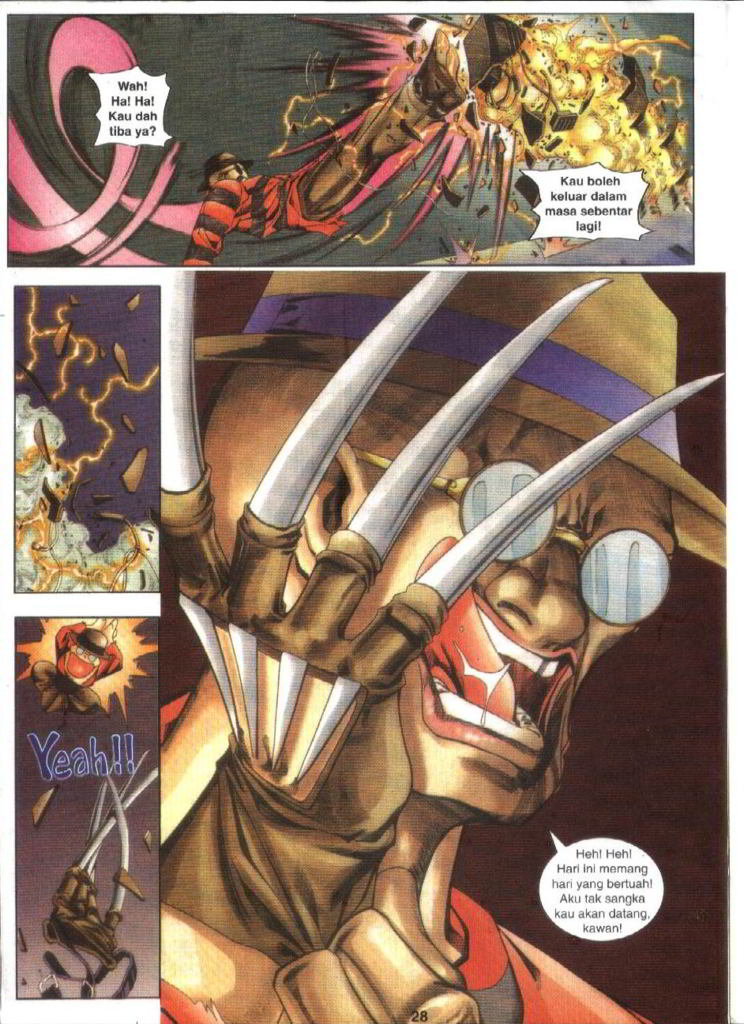 Wah!
Ha! Ha!
Kau dah
tiba ya?
Kau boleh
keluar dalam
masa sebentar
lagi!
Yeah!!
Heh! Heh!
Hari ini memang
hari yang bertuah!
Aku tak sangka
kau akan datang,
kawan!
28